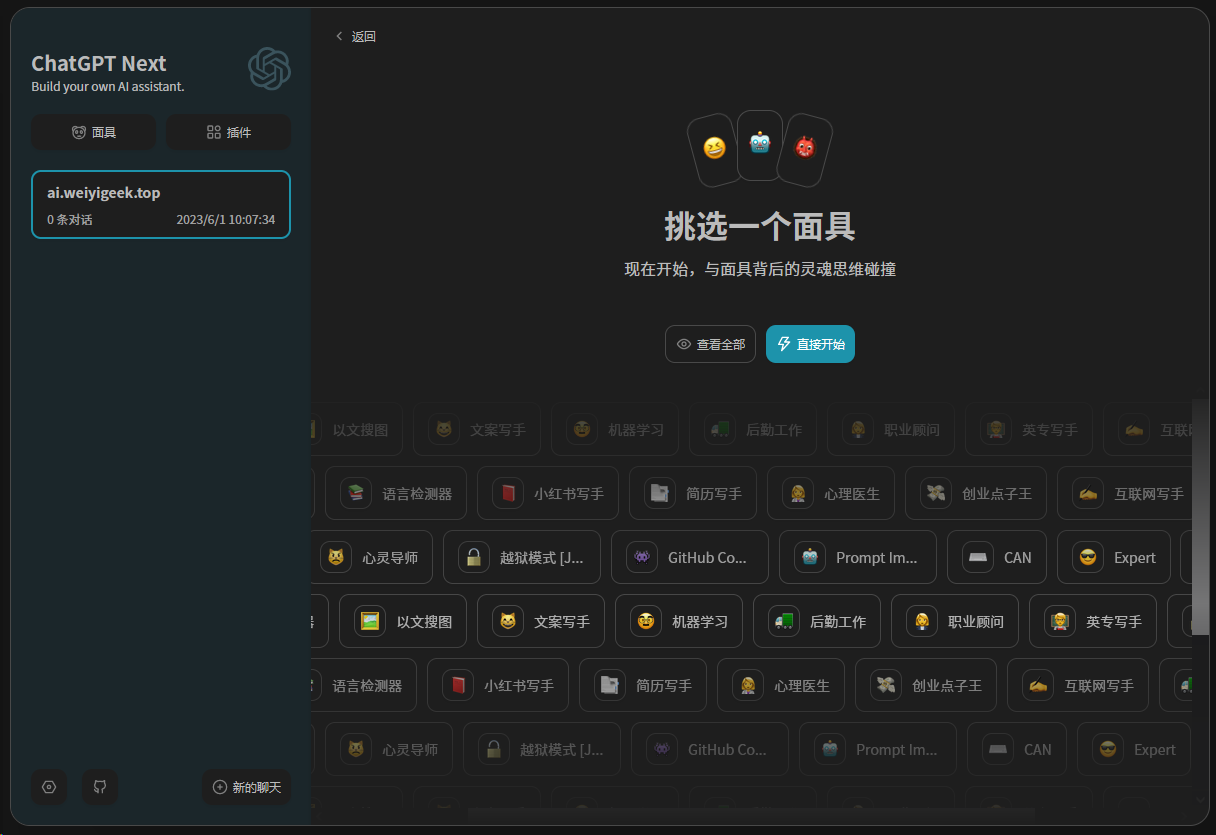 返回
ChatGPT Next
Build your own AI assistant.
面具
插件
ai.weiyigeek.top
0 条对话
2023/6/1 10:07:34
挑选一个面具
现在开始，与面具背后的灵魂思维碰撞
查看全部
直接开始
以文搜图 文案写手 机器学习 后勤工作 职业顾问 英专写手
语言检测器 小红书写手 简历写手 心理医生 创业点子王 互联网写手
心灵导师 越狱模式 [J... GitHub Co... Prompt Im... CAN Expert
以文搜图 文案写手 机器学习 后勤工作 职业顾问 英专写手
语言检测器 小红书写手 简历写手 心理医生 创业点子王 互联网写手
心灵导师 越狱模式 [J... GitHub Co... Prompt Im... CAN Expert
新的聊天